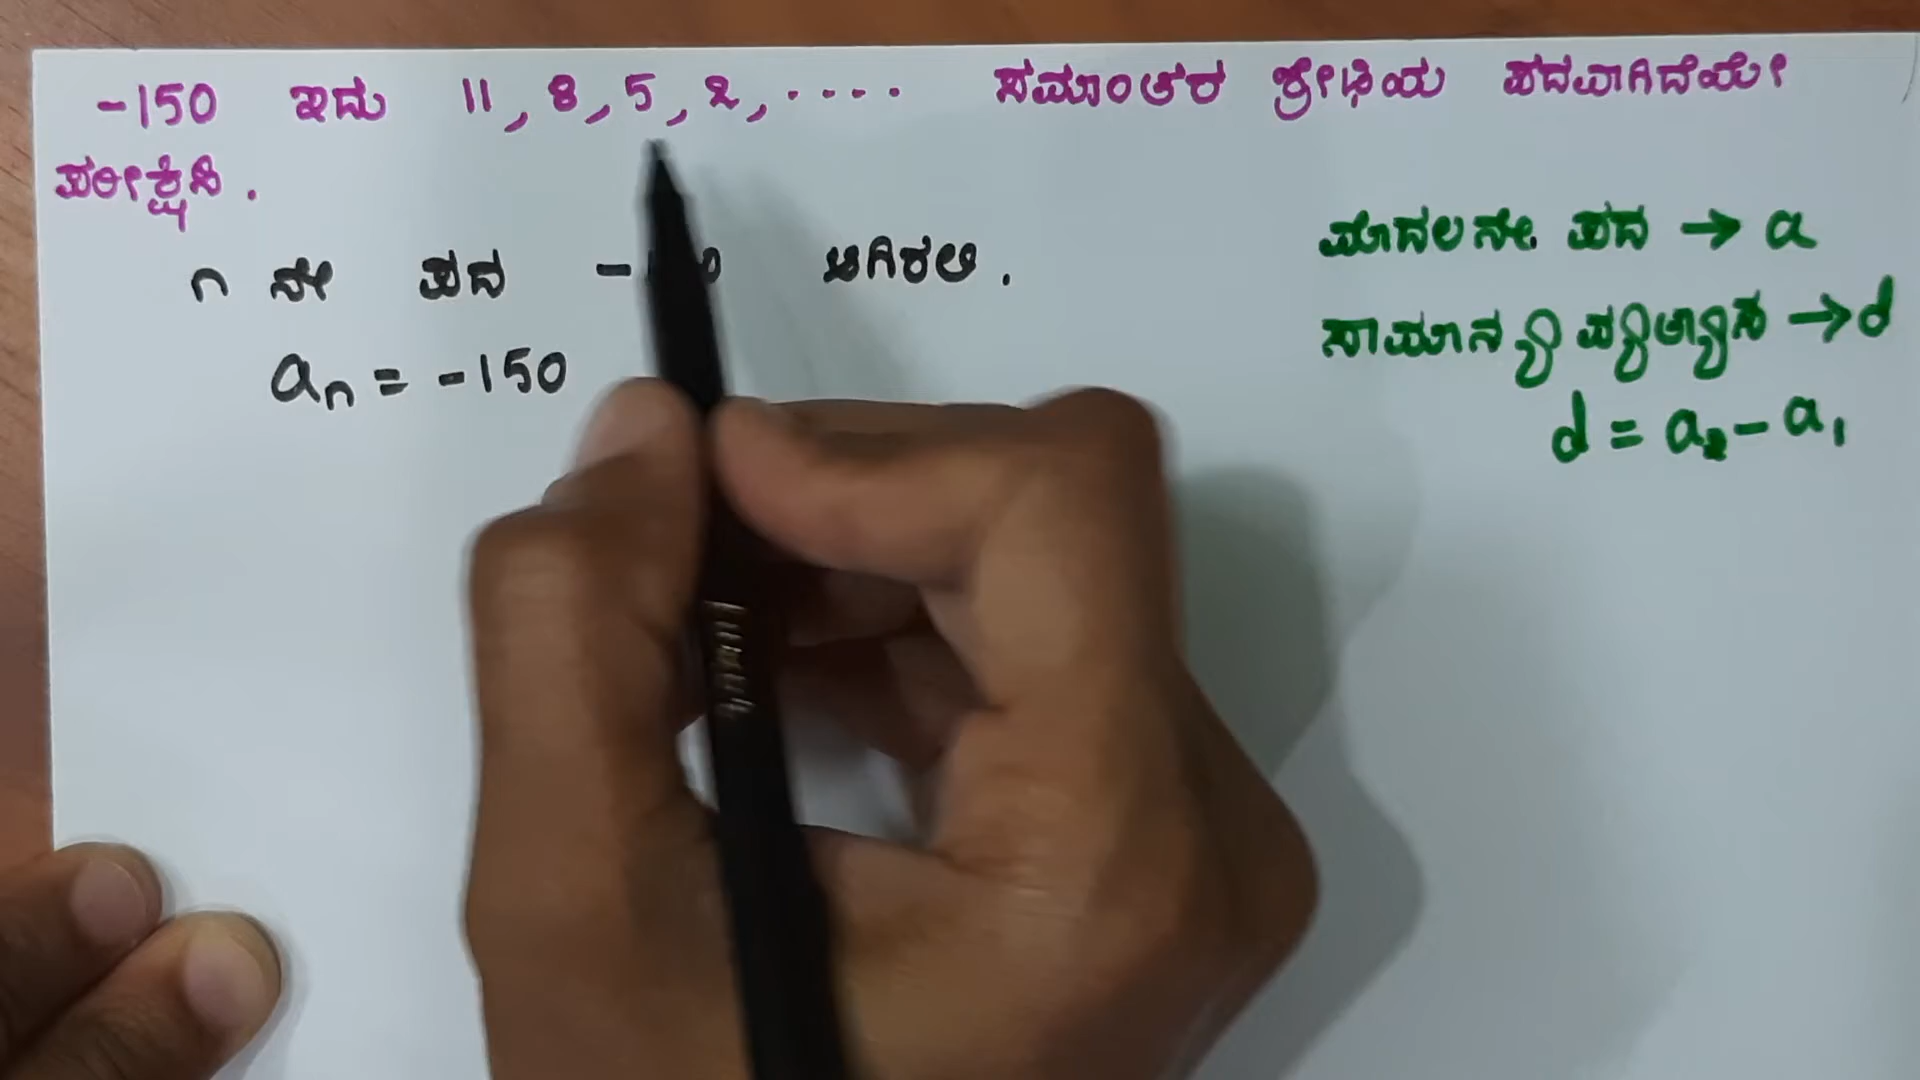 -150 ಇದು 11, 8, 5, 2, .... ಸಮಾಂತರ ಶ್ರೇಢಿಯ ಪದವಾಗಿದೆಯೇ
ಪರೀಕ್ಷಿಸಿ.
n ನೇ ಪದ ಆಗಿರಲಿ.
aₙ = -150
ಮೊದಲನೇ ಪದ → a
ಸಾಮಾನ್ಯ ವ್ಯತ್ಯಾಸ → d
d = a₂ - a₁